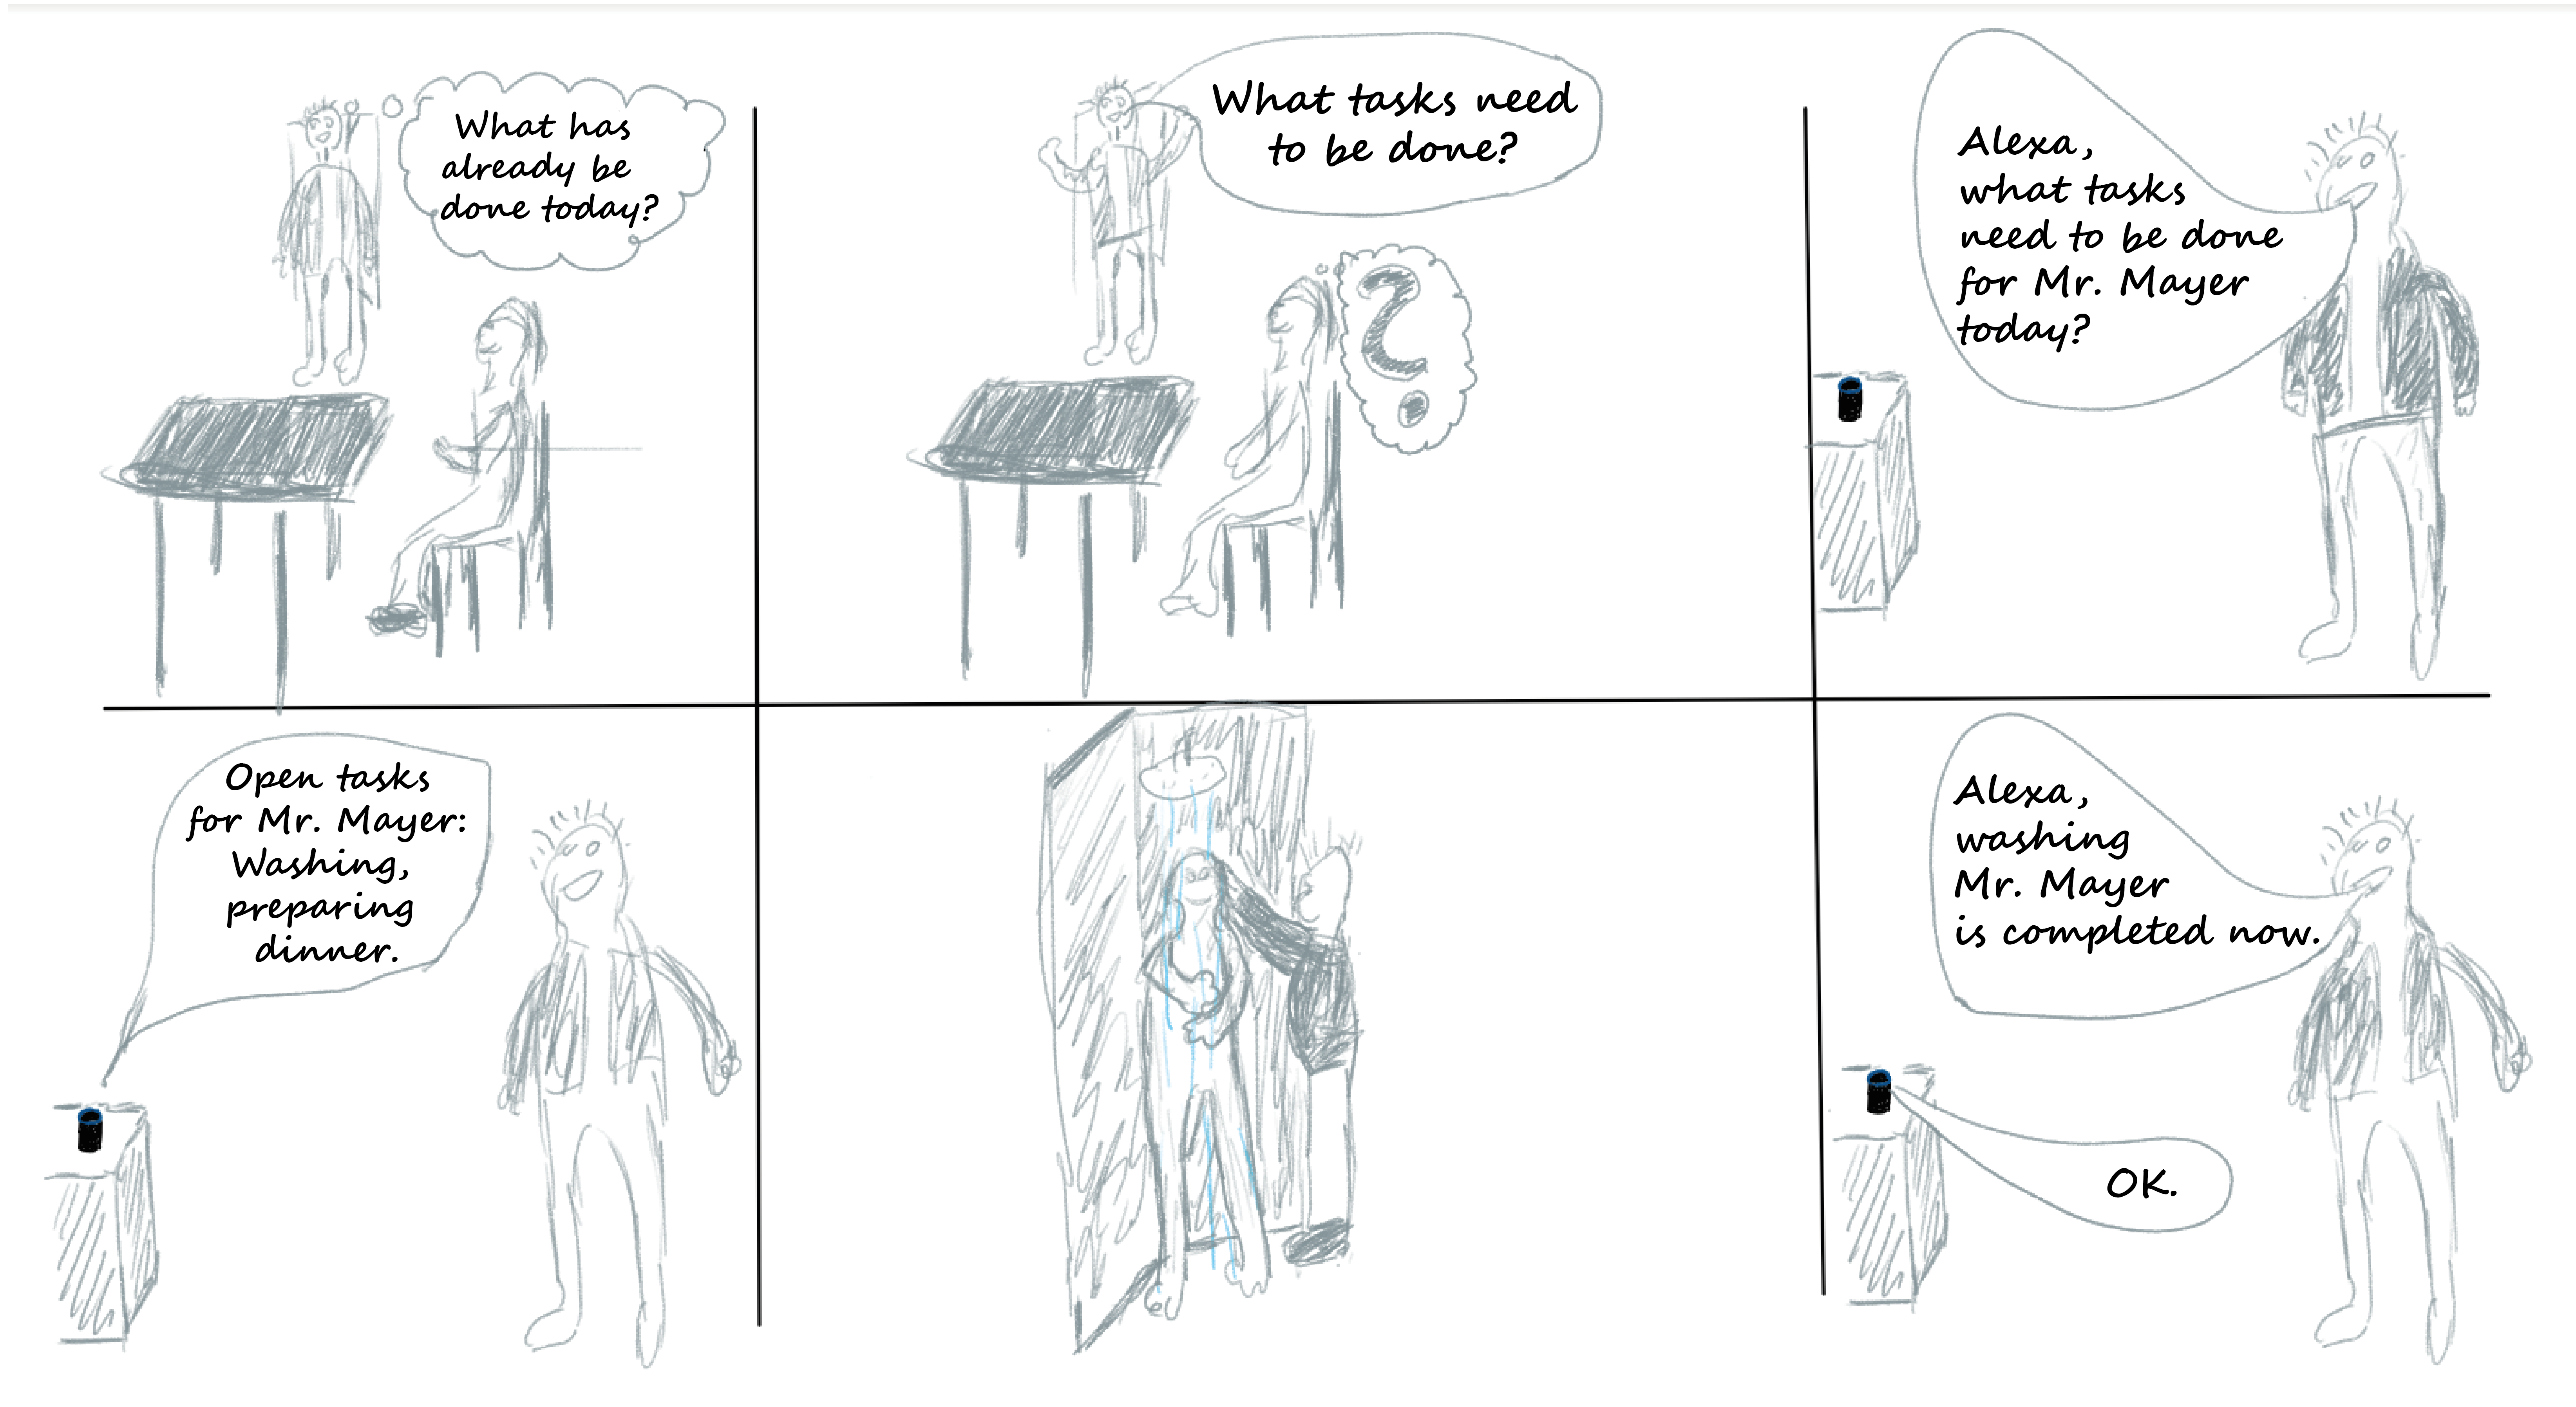 What has
already be
done today?
What tasks need
to be done?
?
Alexa,
what tasks
need to be done
for Mr. Mayer
today?
Open tasks
for Mr. Mayer:
Washing,
preparing
dinner.
Alexa,
washing
Mr. Mayer
is completed now.
OK.